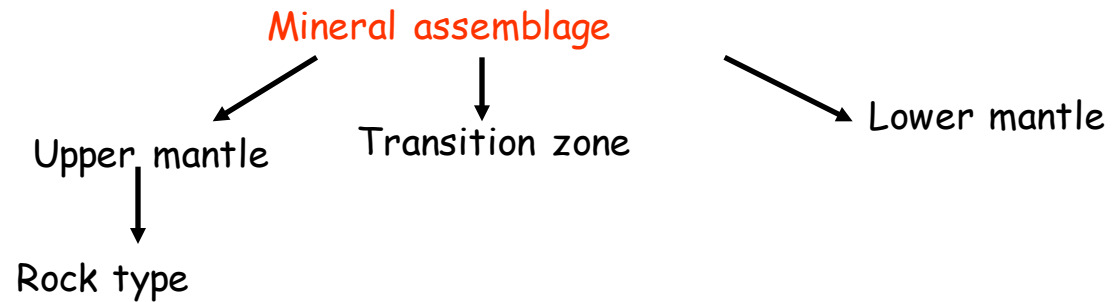 Mineral assemblage
Upper mantle
Transition zone
Lower mantle
Rock type